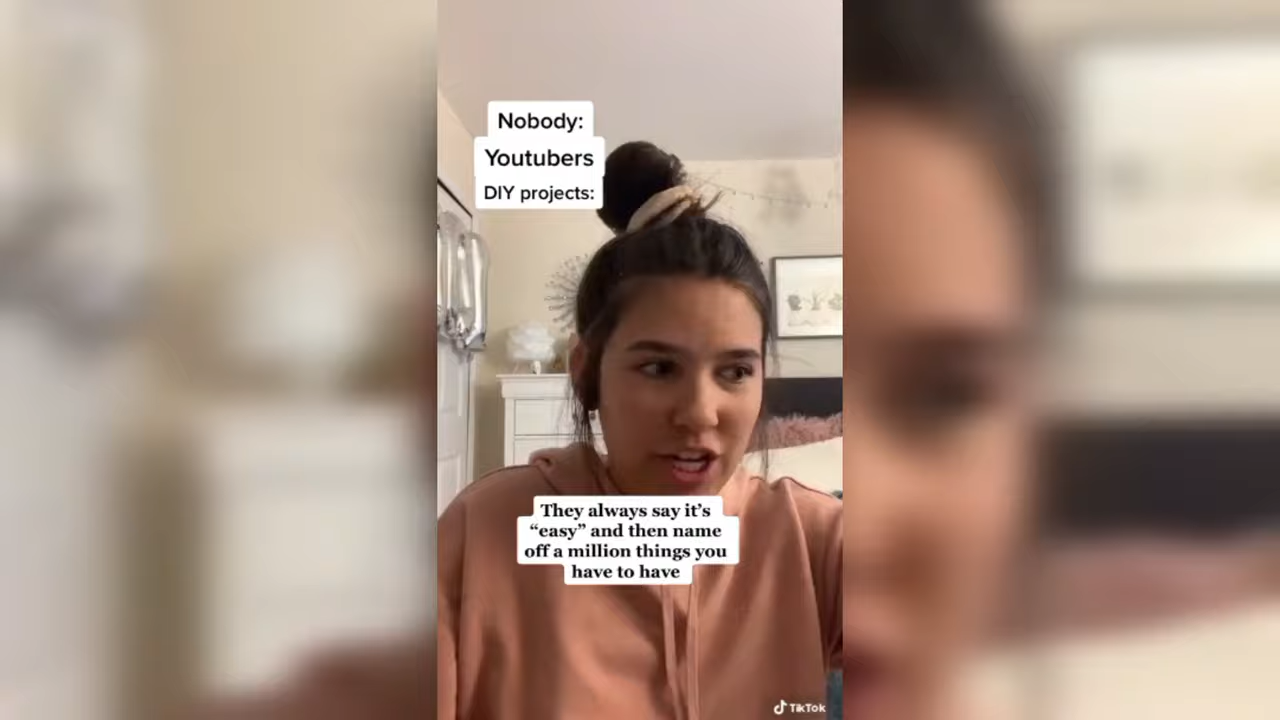 Nobody:
Youtubers
DIY projects:
They always say it's
“easy” and then name
off a million things you
have to have
TikTok